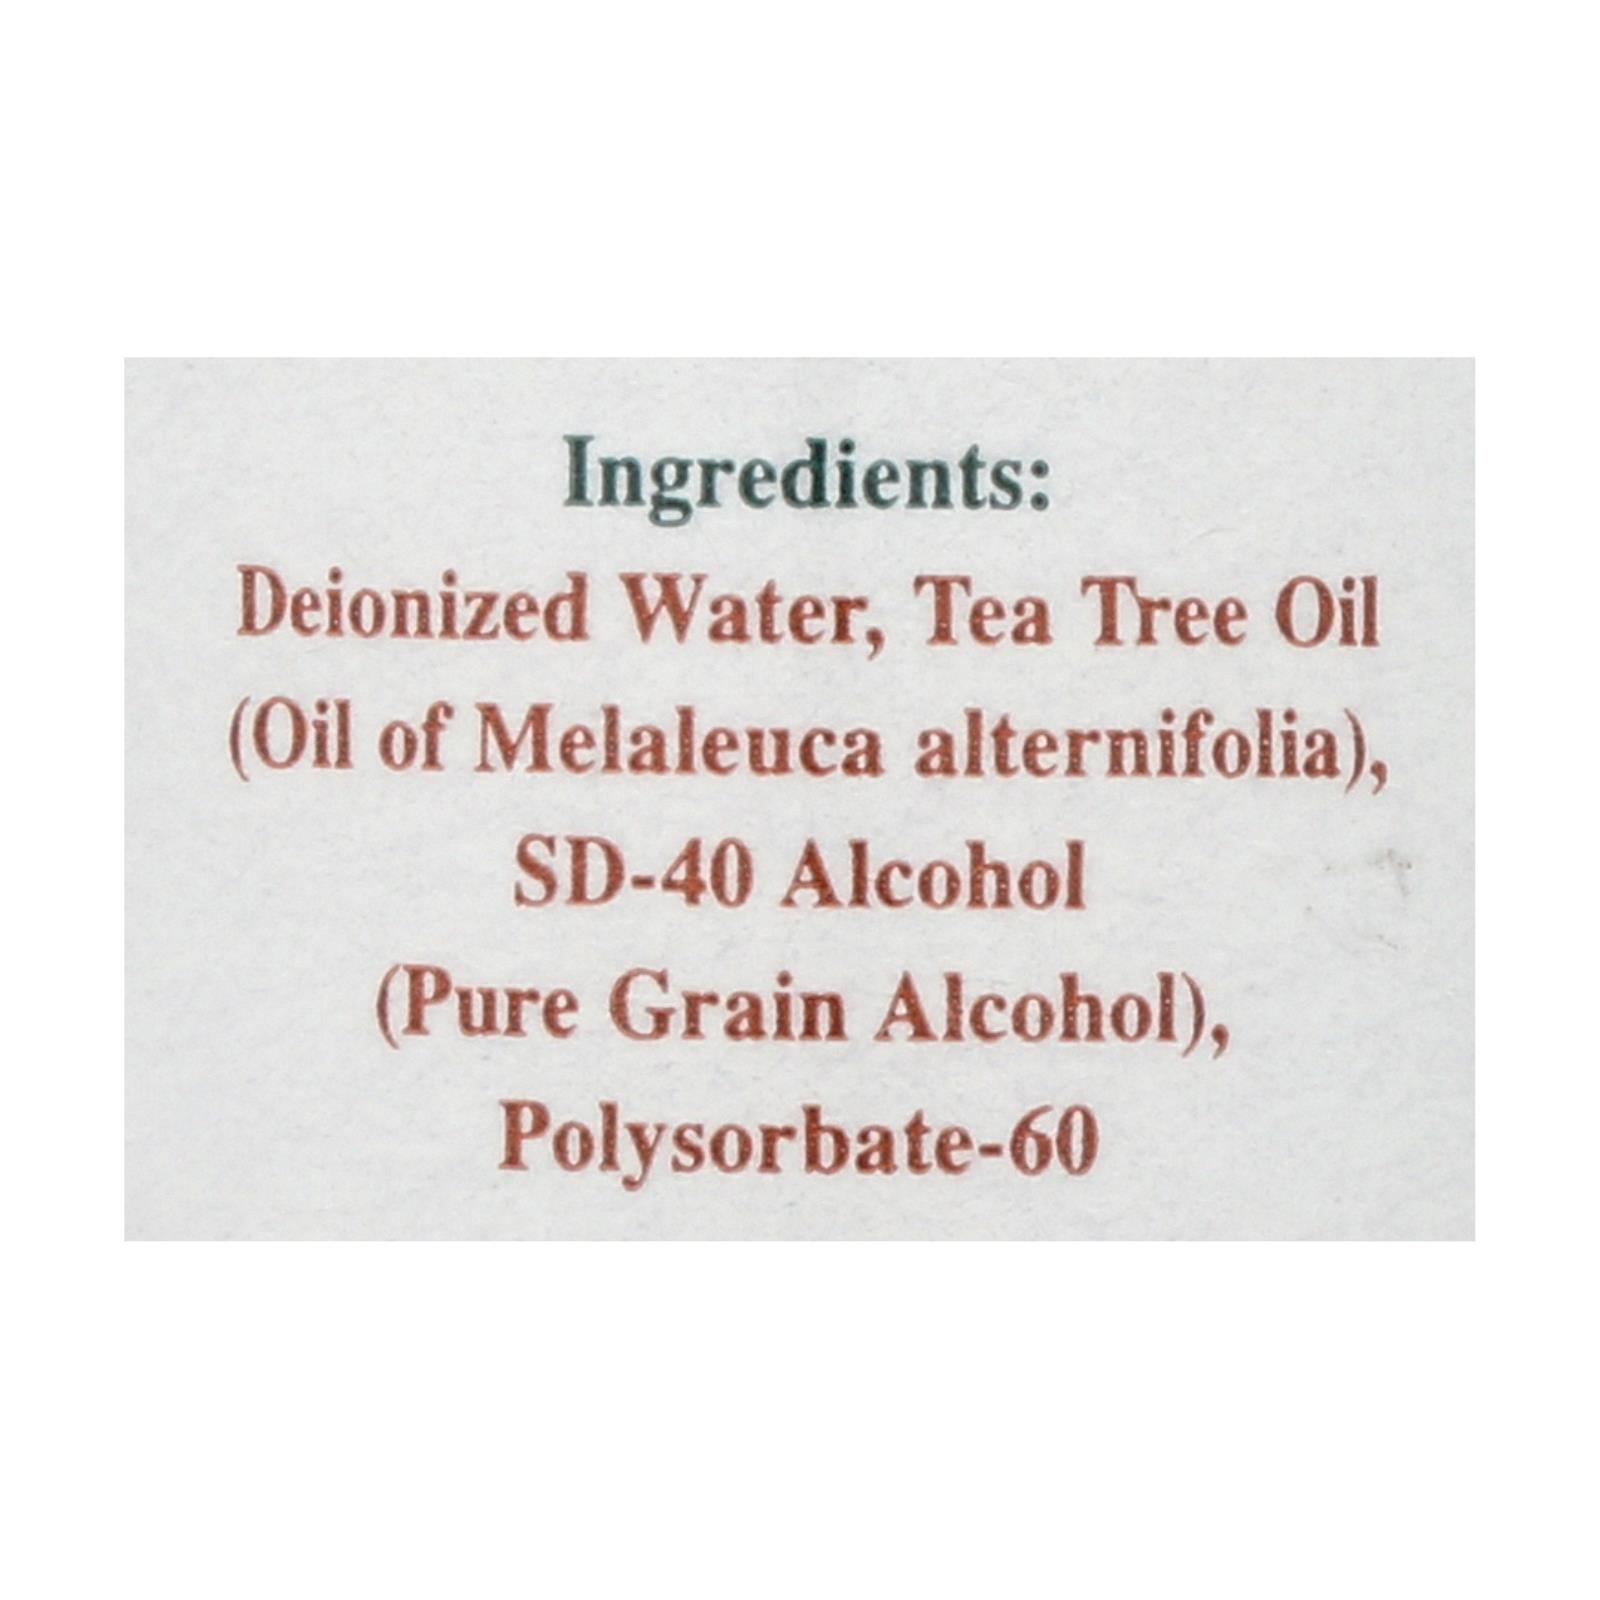 Ingredients:
Deionized Water, Tea Tree Oil
(Oil of Melaleuca alternifolia),
SD-40 Alcohol
(Pure Grain Alcohol),
Polysorbate-60